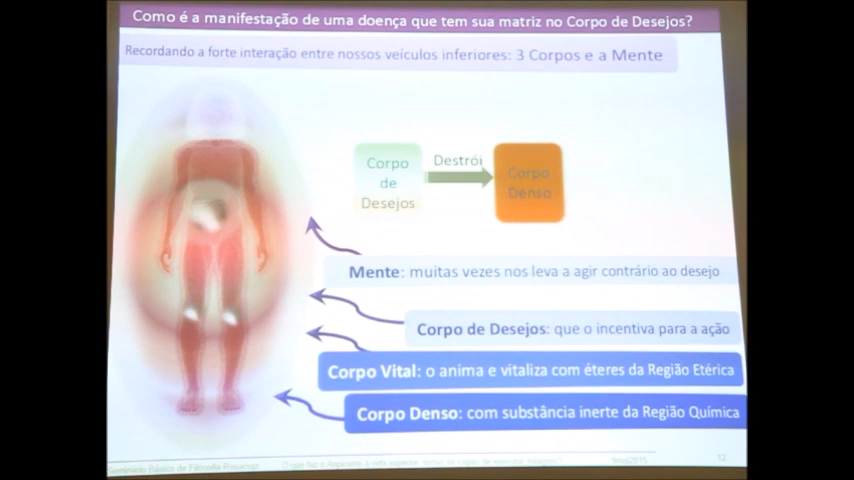 Como é a manifestação de uma doença que tem sua matriz no Corpo de Desejos?
Recordando a forte interação entre nossos veículos inferiores: 3 Corpos e a Mente
Corpo
de
Desejos
Destrói
Corpo
Denso
Mente: muitas vezes nos leva a agir contrário ao desejo
Corpo de Desejos: que o incentiva para a ação
Corpo Vital: o anima e vitaliza com éteres da Região Etérica
Corpo Denso: com substância inerte da Região Química
Seminário Básico de Filosofia Rosacruz
12